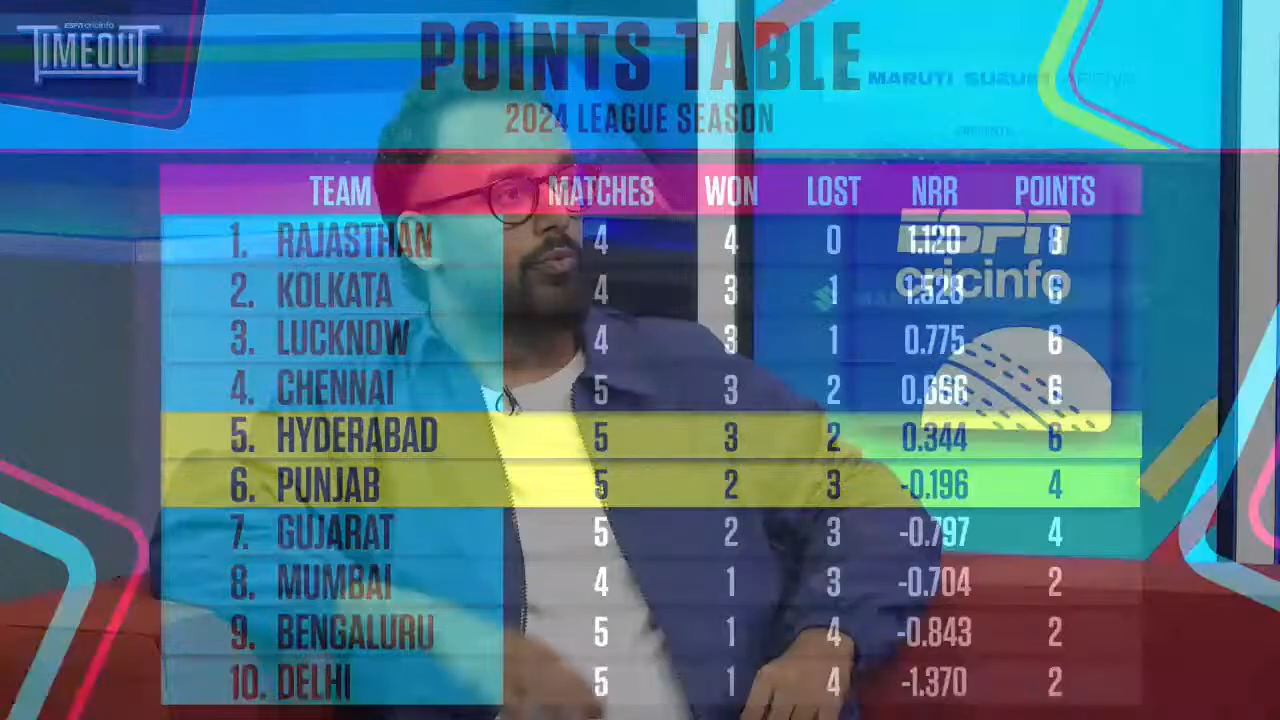 ESPN cricinfo
TIMEOUT
POINTS TABLE
MARUTI SUZUKI ARENA
2024 LEAGUE SEASON
PRESENTS
TEAM MATCHES WON LOST NRR POINTS
1. RAJASTHAN 4 4 0 1.120 8
ESPN
2. KOLKATA 4 3 1 1.528 6
cricinfo
3. LUCKNOW 4 3 1 0.775 6
4. CHENNAI 5 3 2 0.666 6
5. HYDERABAD 5 3 2 0.344 6
6. PUNJAB 5 2 3 -0.196 4
7. GUJARAT 5 2 3 -0.797 4
8. MUMBAI 4 1 3 -0.704 2
9. BENGALURU 5 1 4 -0.843 2
10. DELHI 5 1 4 -1.370 2